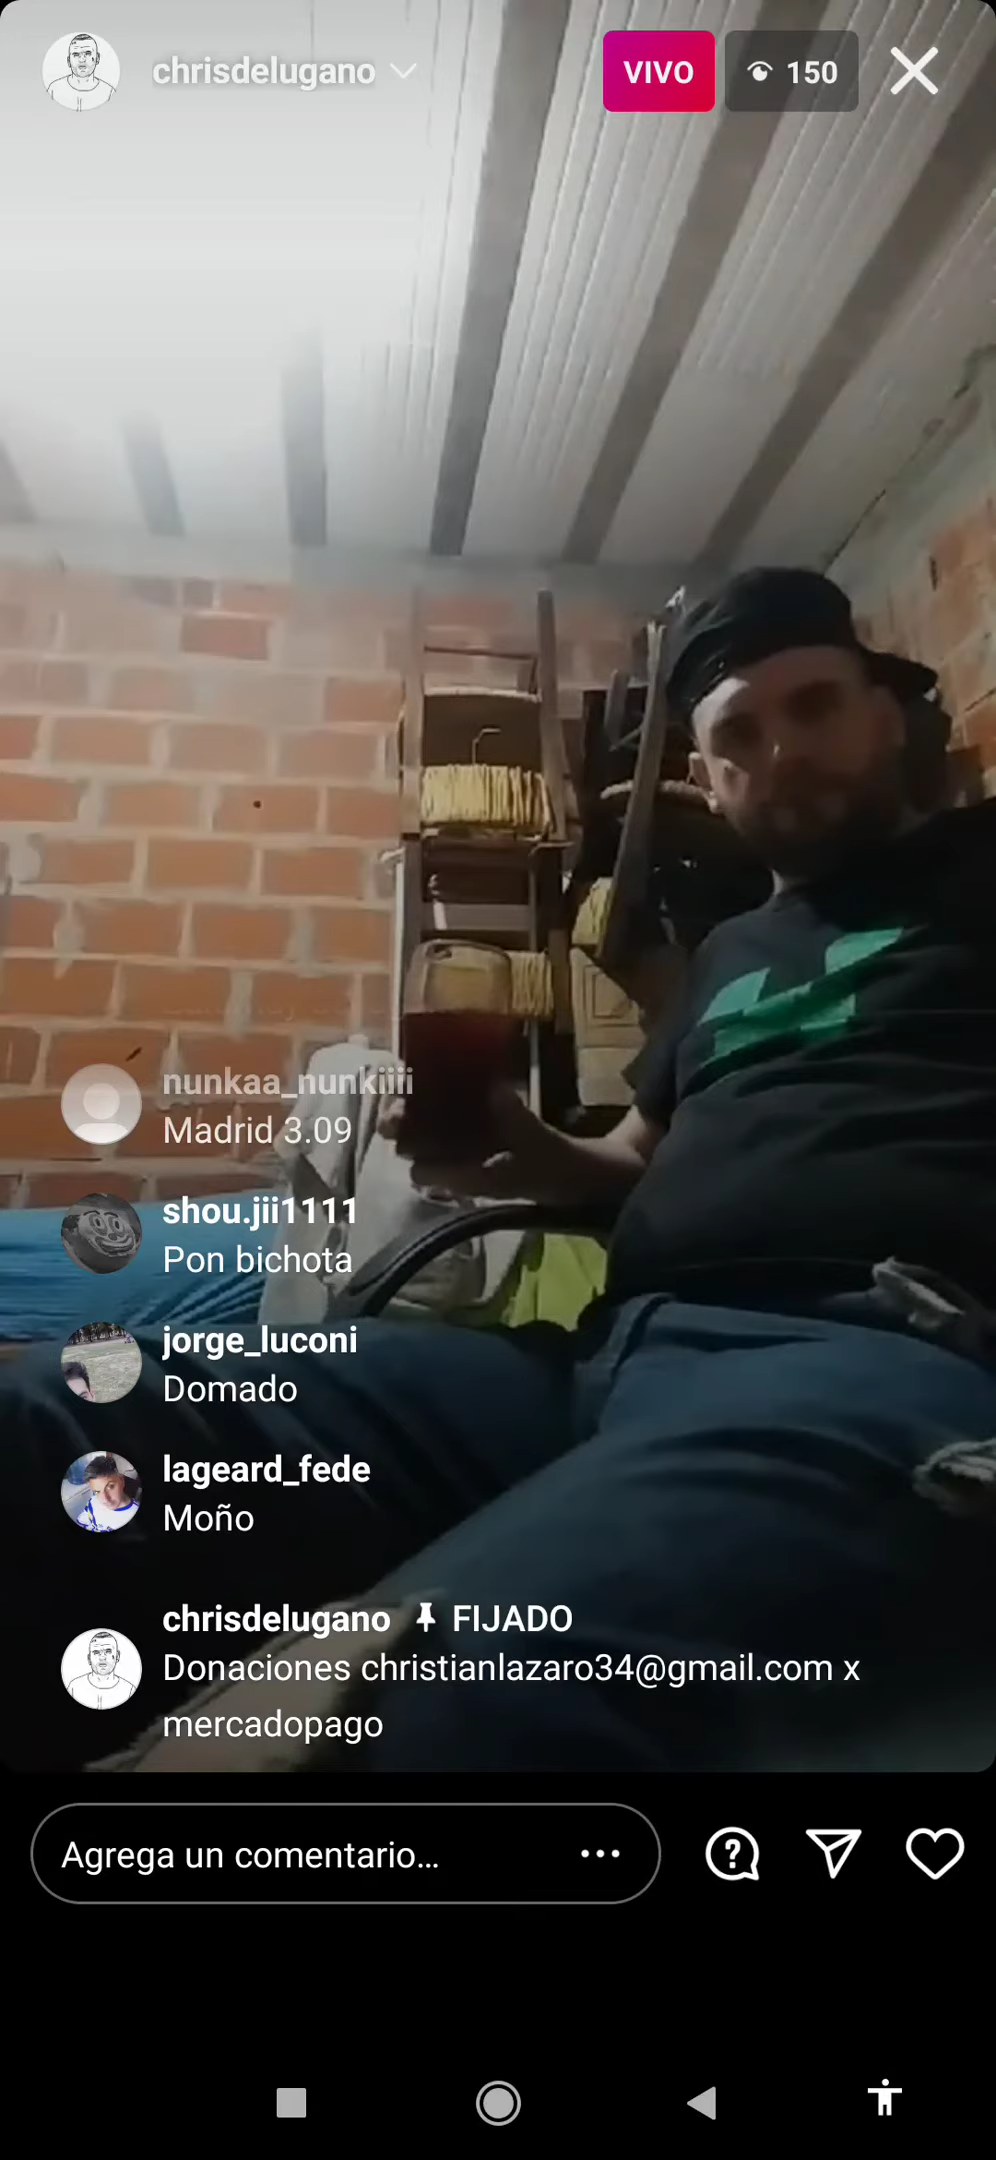 chrisdelugano
VIVO
150
nunkaa_nunkiiii
Madrid 3.09
shou.jii1111
Pon bichota
jorge_luconi
Domado
lageard_fede
Moño
chrisdelugano FIJADO
Donaciones christianlazaro34@gmail.com x
mercadopago
Agrega un comentario...